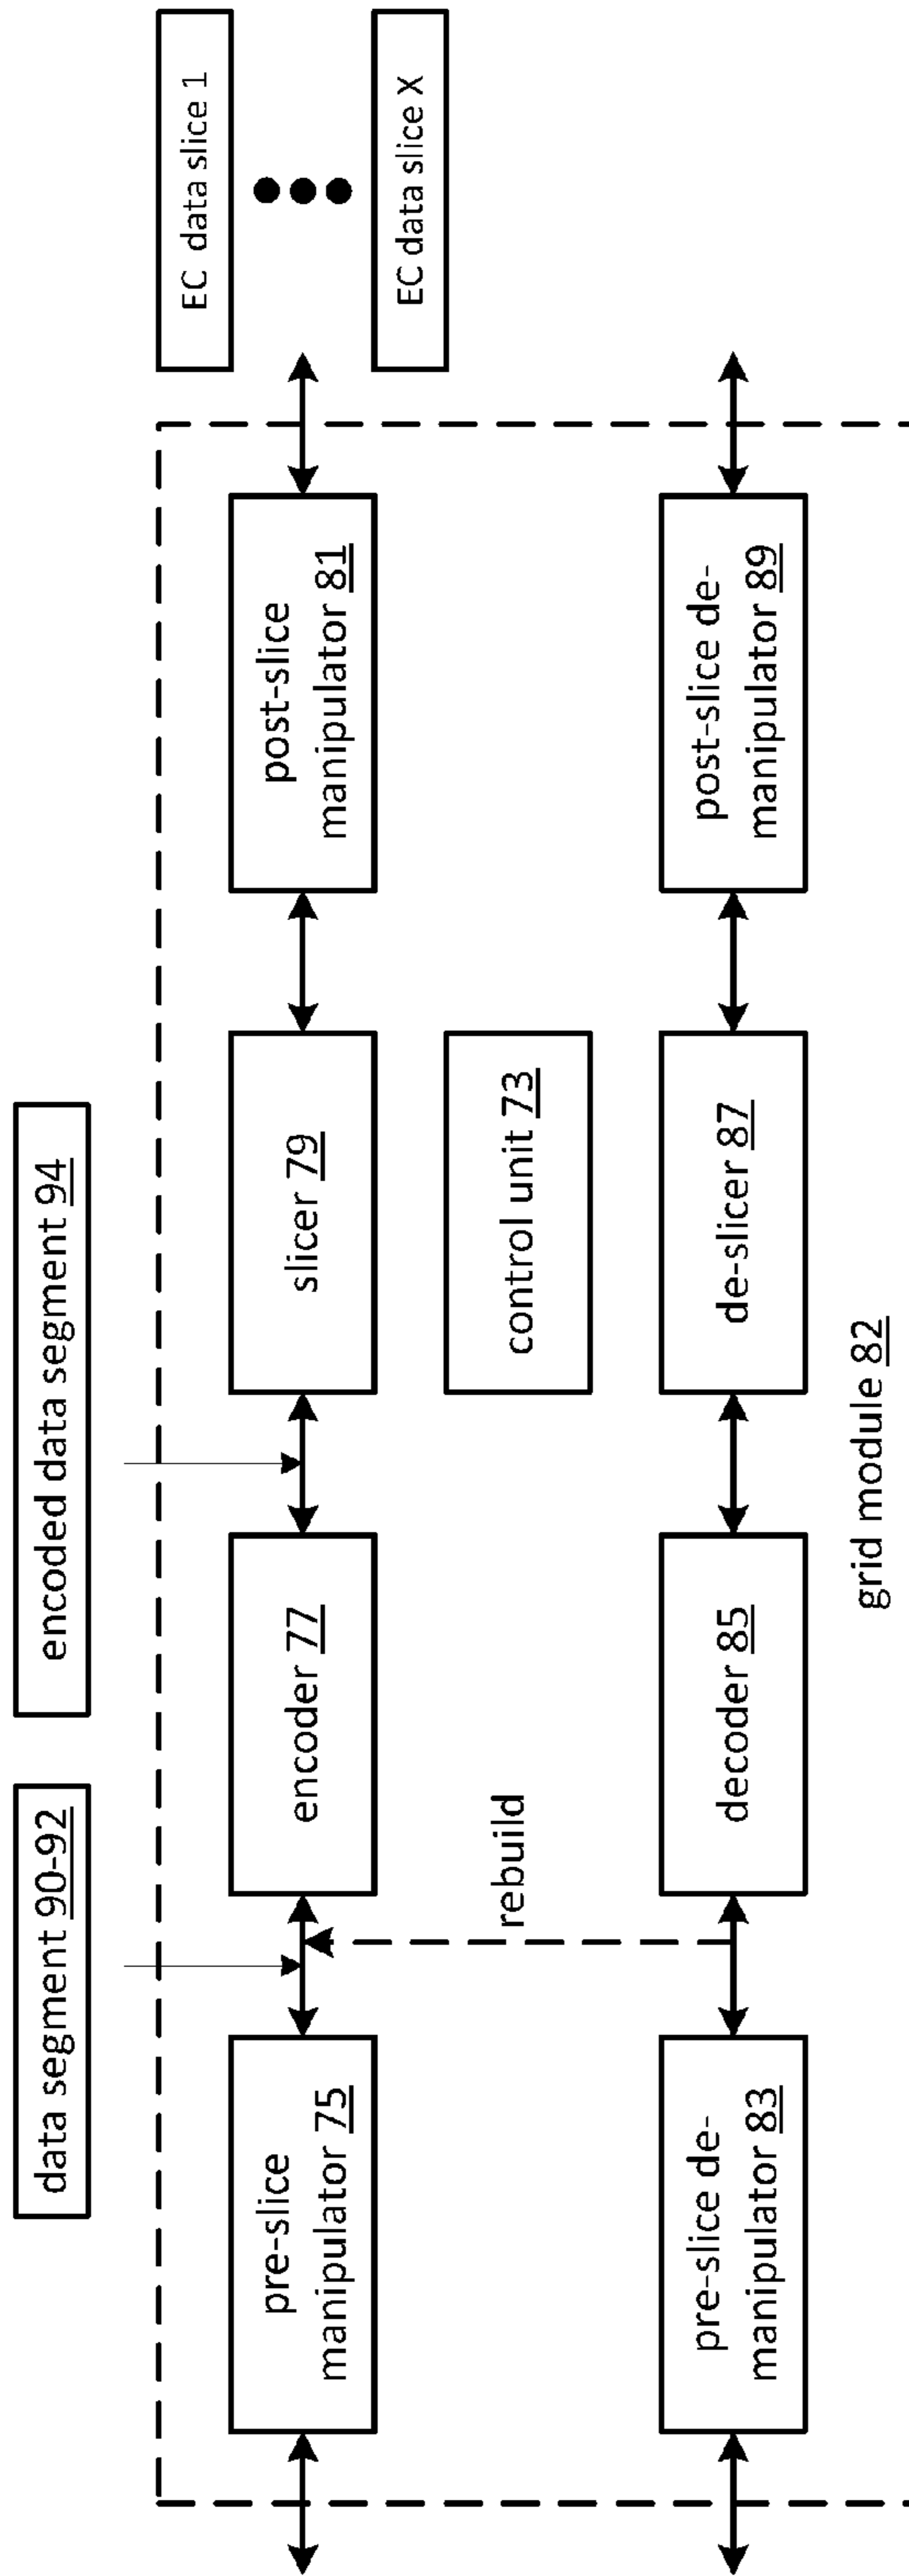 data segment 90-92
encoded data segment 94
EC data slice 1
EC data slice X
pre-slice
manipulator 75
encoder 77
slicer 79
post-slice
manipulator 81
rebuild
control unit 73
pre-slice de-
manipulator 83
decoder 85
de-slicer 87
post-slice de-
manipulator 89
grid module 82